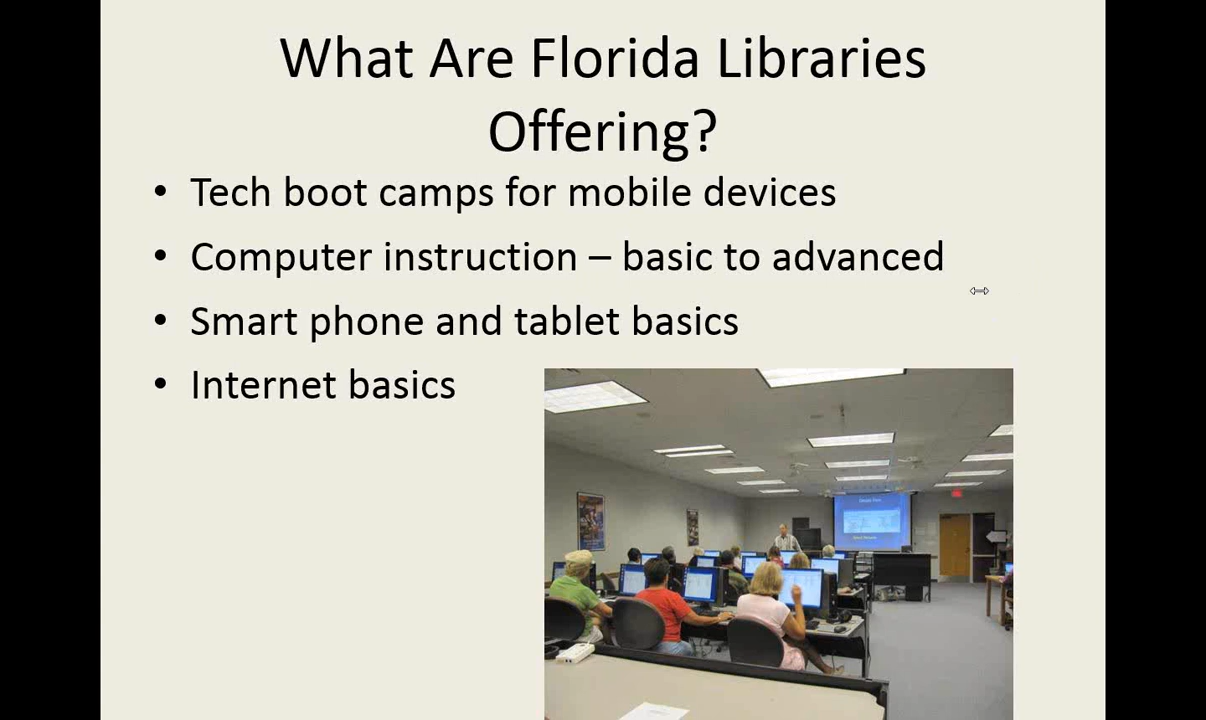 What Are Florida Libraries
Offering?
• Tech boot camps for mobile devices
• Computer instruction – basic to advanced
• Smart phone and tablet basics
• Internet basics